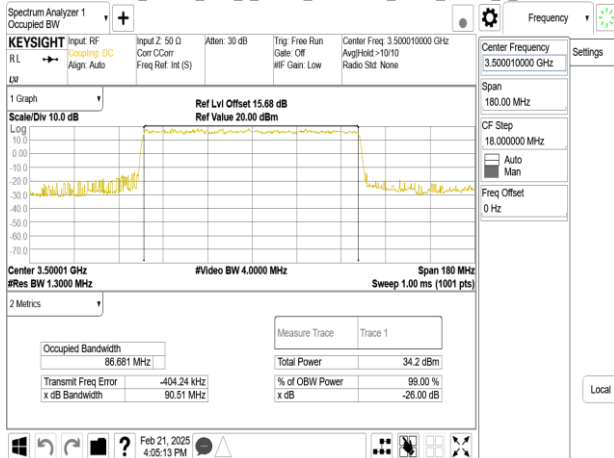 Spectrum Analyzer 1
Occupied BW
+
Frequency
KEYSIGHT
RL
LXI
Input: RF
Coupling: DC
Align: Auto
Input Z: 50 Ω
Corr CCorr
Freq Ref: Int (S)
Atten: 30 dB
Trig: Free Run
Gate: Off
#IF Gain: Low
Center Freq: 3.500010000 GHz
Avg|Hold:>10/10
Radio Std: None
Center Frequency
3.500010000 GHz
Settings
Span
180.00 MHz
CF Step
18.000000 MHz
Auto
Man
Freq Offset
0 Hz
Local
1 Graph
Scale/Div 10.0 dB
Ref Lvl Offset 15.68 dB
Ref Value 20.00 dBm
Log
10.0
0.00
-10.0
-20.0
-30.0
-40.0
-50.0
-60.0
-70.0
Center 3.50001 GHz
#Res BW 1.3000 MHz
#Video BW 4.0000 MHz
Span 180 MHz
Sweep 1.00 ms (1001 pts)
2 Metrics
Measure Trace Trace 1
Occupied Bandwidth
86.681 MHz
Total Power 34.2 dBm
Transmit Freq Error -404.24 kHz
% of OBW Power 99.00 %
x dB Bandwidth 90.51 MHz
x dB -26.00 dB
?
Feb 21, 2025
4:05:13 PM